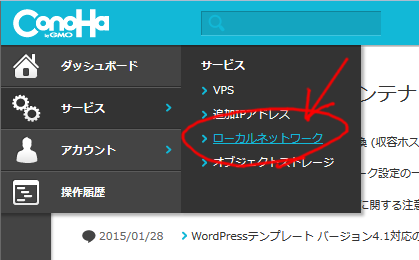 ConoHa
by GMO
ダッシュボード
サービス
アカウント
操作履歴
サービス
VPS
追加IPアドレス
ローカルネットワーク
オブジェクトストレージ
ンテナ
換 (収容ホス
ーク設定の一
に関する注意
2015/01/28
WordPressテンプレート バージョン4.1対応の